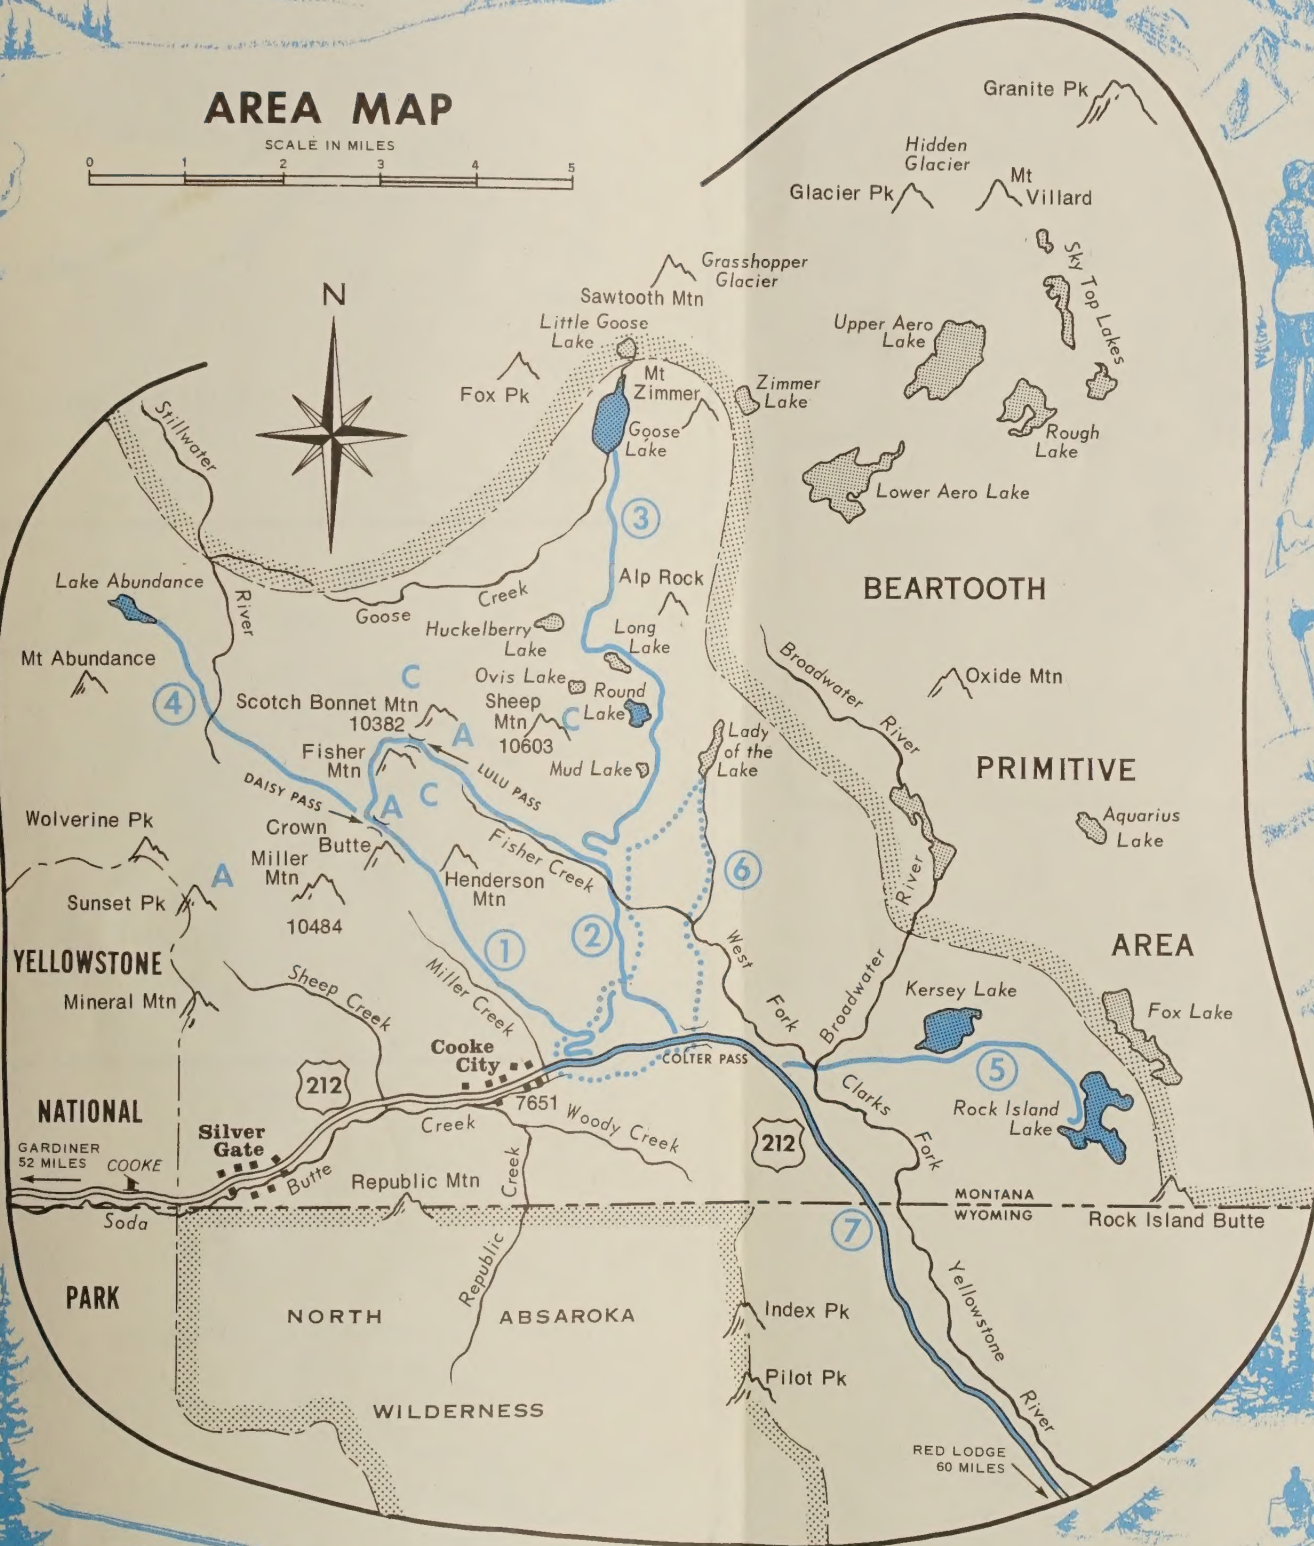 AREA MAP
SCALE IN MILES
0 1 2 3 4 5
Granite Pk
Hidden
Glacier
Glacier Pk
Mt
Villard
Sky Top Lakes
Grasshopper
Glacier
Sawtooth Mtn
N
Little Goose
Lake
Upper Aero
Lake
Fox Pk
Mt
Zimmer
Zimmer
Lake
Goose
Lake
Rough
Lake
Stillwater
River
Lower Aero Lake
3
Lake Abundance
Alp Rock
BEARTOOTH
Goose
Creek
Huckelberry
Lake
Long
Lake
Mt Abundance
C
Ovis Lake
Broadwater
River
Oxide Mtn
4
Scotch Bonnet Mtn
10382
Sheep
Mtn
10603
C
Round
Lake
A
Lady
of the
Lake
Fisher
Mtn
Mud Lake
PRIMITIVE
DAISY PASS
LULU PASS
C
A
Wolverine Pk
Crown
Butte
Fisher Creek
Aquarius
Lake
Miller
Mtn
A
Henderson
Mtn
6
River
Sunset Pk
10484
1
2
AREA
YELLOWSTONE
Sheep Creek
Miller Creek
West
Fork
Broadwater
Mineral Mtn
Kersey Lake
Fox Lake
Cooke
City
COLTER PASS
5
212
Clarks
Fork
Rock Island
Lake
7651
NATIONAL
Silver
Gate
Creek
Woody Creek
212
GARDINER
52 MILES
COOKE
Butte
Republic Mtn
Creek
MONTANA
WYOMING
Soda
Rock Island Butte
7
Republic
Yellowstone
River
PARK
NORTH
ABSAROKA
Index Pk
Pilot Pk
WILDERNESS
RED LODGE
60 MILES